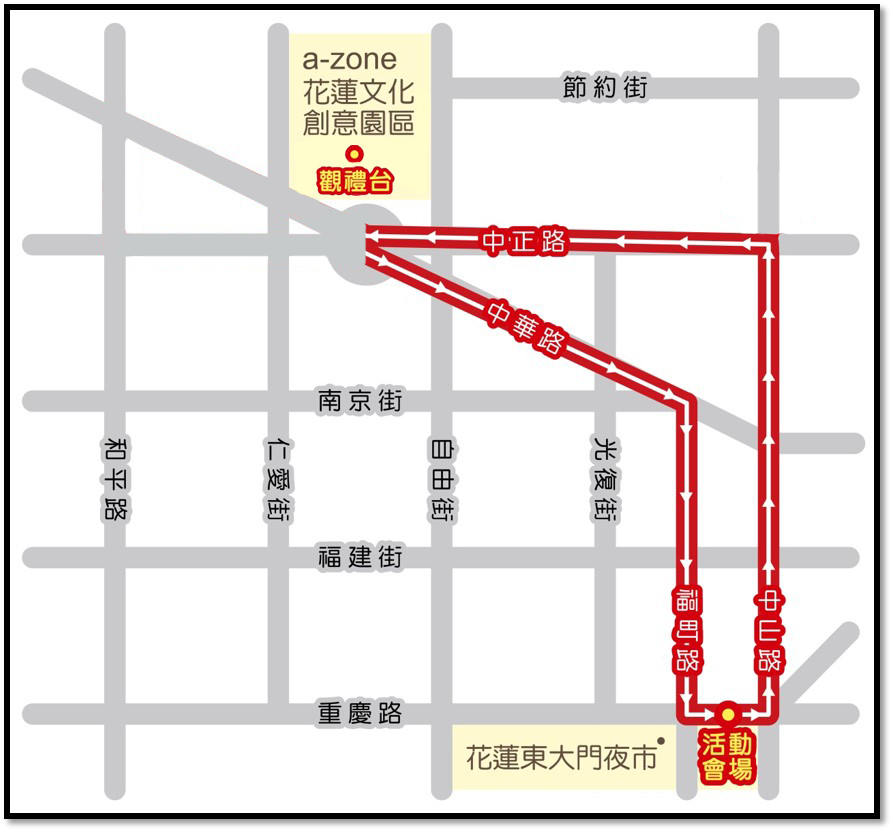 a-zone
花蓮文化
創意園區
觀禮台
節約街
中正路
中華路
南京街
和平路
仁愛街
自由街
光復街
福建街
福町路
中山路
重慶路
花蓮東大門夜市
活動
會場